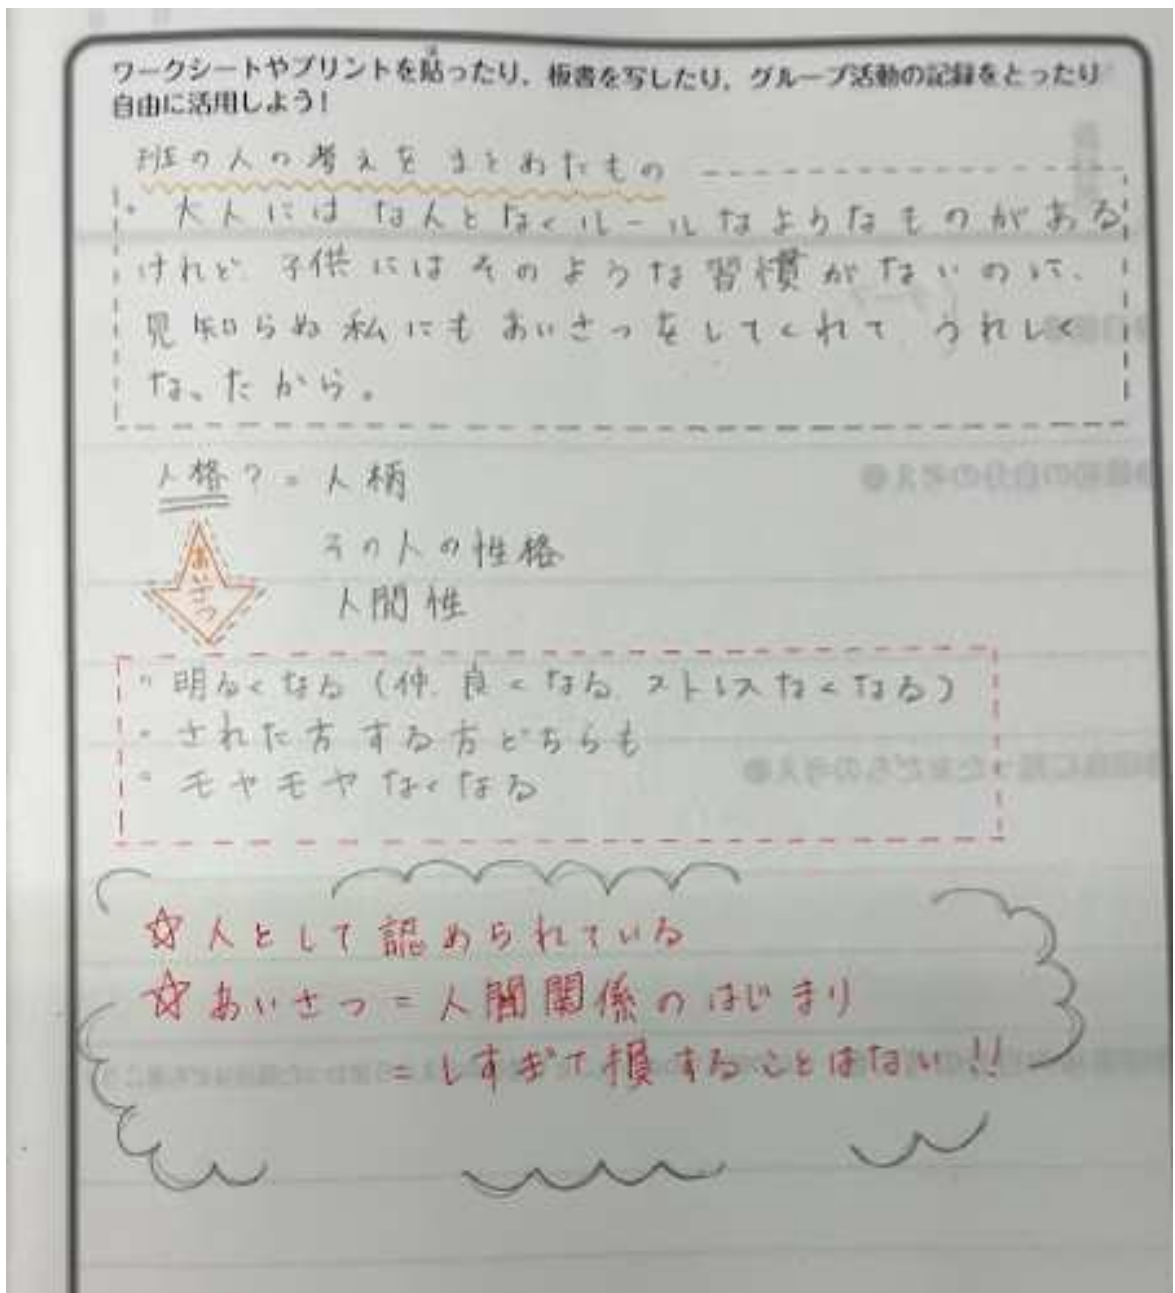 ワークシートやプリントを貼ったり，板書を写したり，グループ活動の記録をとったり
自由に活用しよう！
班の人の考えをまとめたもの
・大人にはなんとなくルールなようなものがある
けれど、子供にはそのような習慣がないのに、
見知らぬ私にもあいさつをしてくれてうれしく
なったから。
人格？＝人柄
その人の性格
人間性
あいさつ
・明るくなる（仲良くなる、ストレスなくなる）
・された方する方どちらも
・モヤモヤなくなる
☆人として認められている
☆あいさつ＝人間関係のはじまり
＝しすぎて損することはない!!